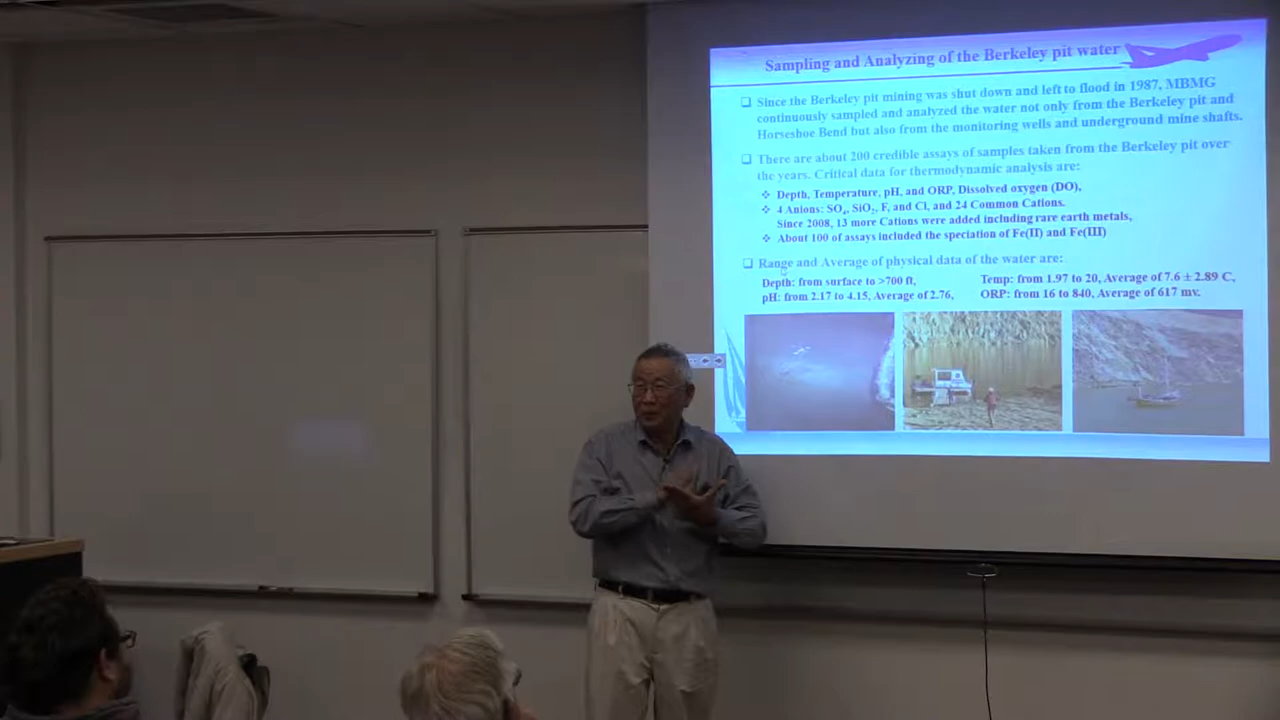 Sampling and Analyzing of the Berkeley pit water
❑ Since the Berkeley pit mining was shut down and left to flood in 1987, MBMG
continuously sampled and analyzed the water not only from the Berkeley pit and
Horseshoe Bend but also from the monitoring wells and underground mine shafts.
❑ There are about 200 credible assays of samples taken from the Berkeley pit over
the years. Critical data for thermodynamic analysis are:
❖ Depth, Temperature, pH, and ORP, Dissolved oxygen (DO),
❖ 4 Anions: SO₄, SiO₂, F, and Cl, and 24 Common Cations.
Since 2008, 13 more Cations were added including rare earth metals,
❖ About 100 of assays included the speciation of Fe(II) and Fe(III)
❑ Range and Average of physical data of the water are:
Depth: from surface to >700 ft, Temp: from 1.97 to 20, Average of 7.6 ± 2.89 C,
pH: from 2.17 to 4.15, Average of 2.76, ORP: from 16 to 840, Average of 617 mv.